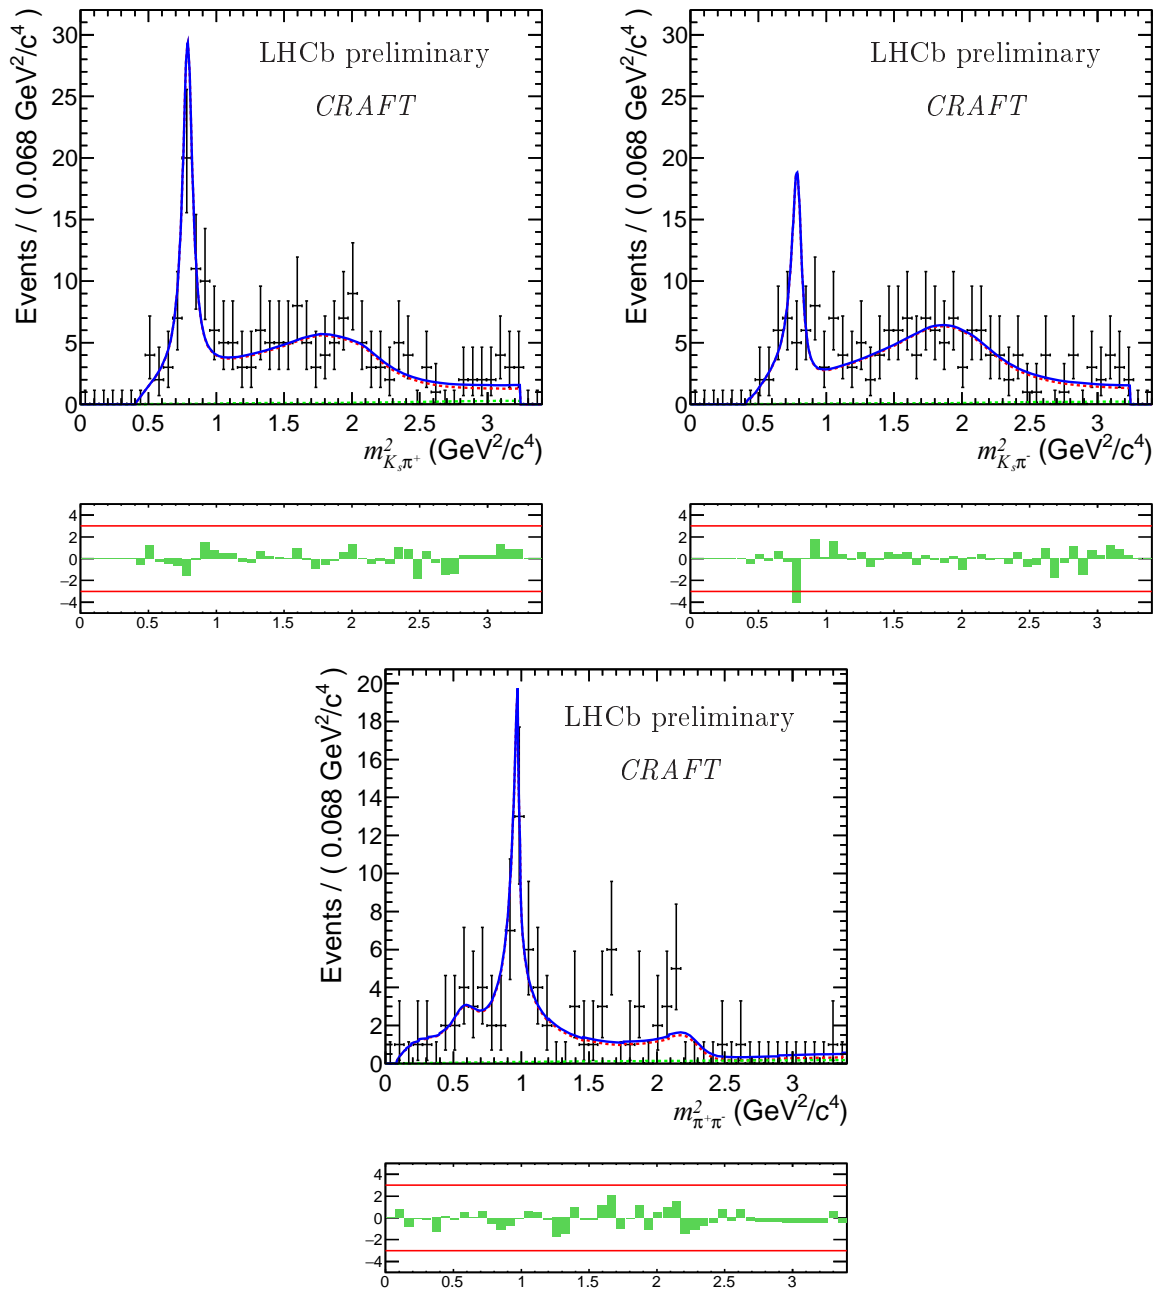 Events / ( 0.068 GeV²/c⁴ )
30
25
20
15
10
5
0
LHCb preliminary
CRAFT
0 0.5 1 1.5 2 2.5 3
m²Kₛπ⁺ (GeV²/c⁴)
Events / ( 0.068 GeV²/c⁴ )
30
25
20
15
10
5
0
LHCb preliminary
CRAFT
0 0.5 1 1.5 2 2.5 3
m²Kₛπ⁻ (GeV²/c⁴)
4
2
0
−2
−4
0 0.5 1 1.5 2 2.5 3
4
2
0
−2
−4
0 0.5 1 1.5 2 2.5 3
Events / ( 0.068 GeV²/c⁴ )
20
18
16
14
12
10
8
6
4
2
0
LHCb preliminary
CRAFT
0 0.5 1 1.5 2 2.5 3
m²π⁺π⁻ (GeV²/c⁴)
4
2
0
−2
−4
0 0.5 1 1.5 2 2.5 3